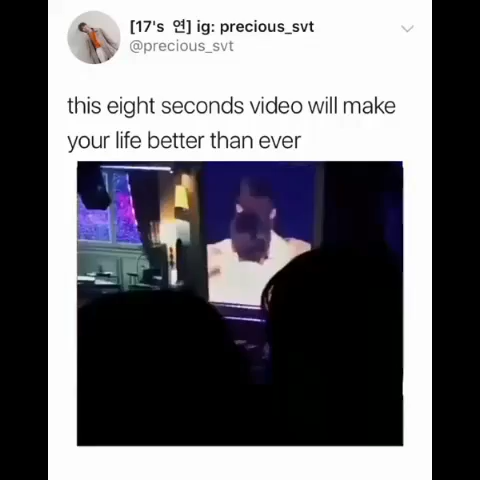 [17's 연] ig: precious_svt
@precious_svt
this eight seconds video will make
your life better than ever